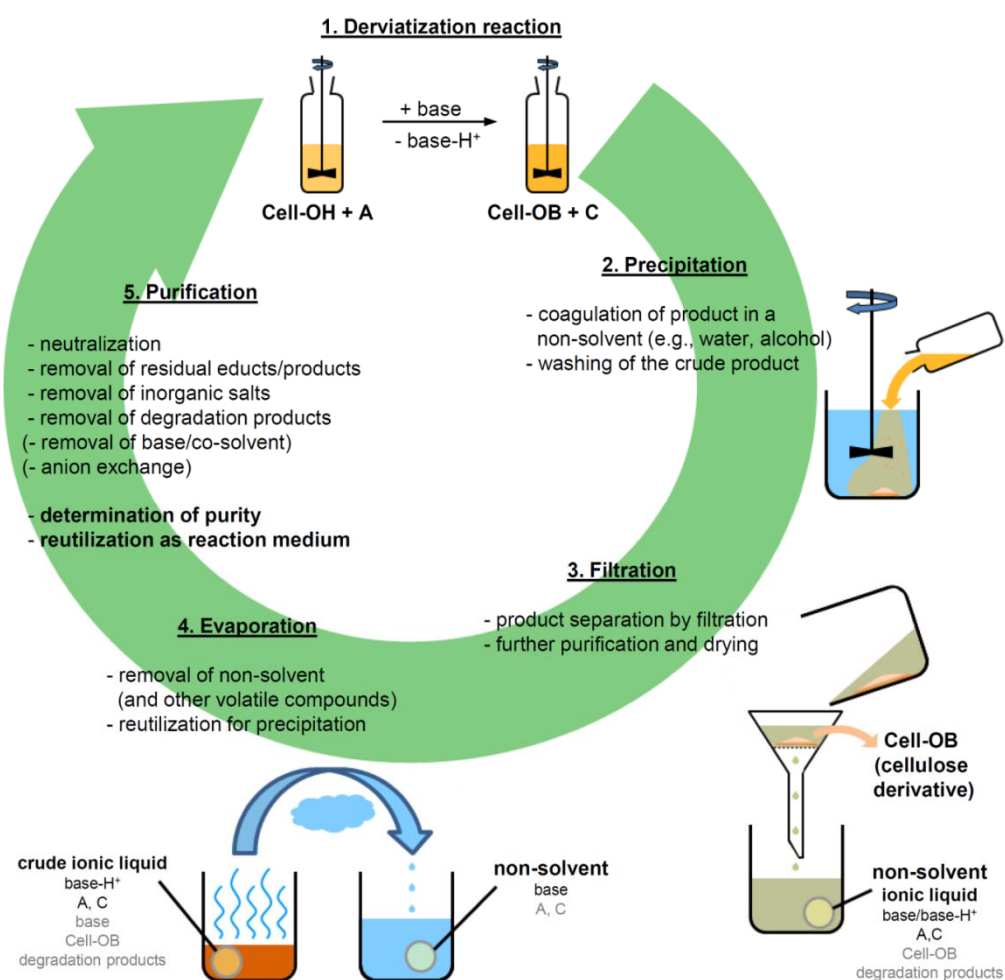 1. Derviatization reaction
+ base
- base-H⁺
Cell-OH + A
Cell-OB + C
2. Precipitation
- coagulation of product in a
non-solvent (e.g., water, alcohol)
- washing of the crude product
3. Filtration
- product separation by filtration
- further purification and drying
Cell-OB
(cellulose
derivative)
non-solvent
ionic liquid
base/base-H⁺
A,C
Cell-OB
degradation products
4. Evaporation
- removal of non-solvent
(and other volatile compounds)
- reutilization for precipitation
crude ionic liquid
base-H⁺
A, C
base
Cell-OB
degradation products
non-solvent
base
A, C
5. Purification
- neutralization
- removal of residual educts/products
- removal of inorganic salts
- removal of degradation products
(- removal of base/co-solvent)
(- anion exchange)
- determination of purity
- reutilization as reaction medium